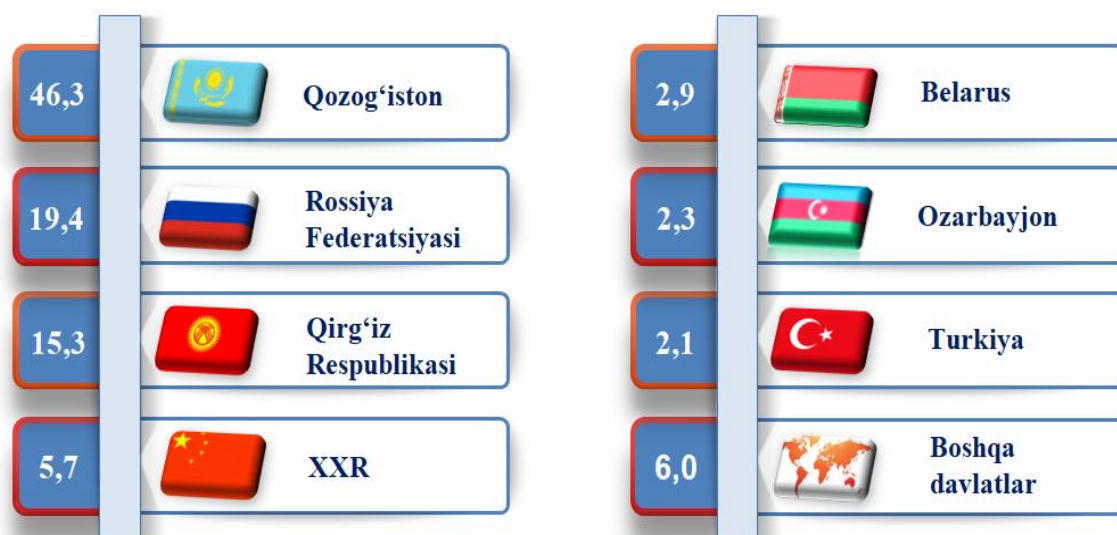 46,3
Qozog‘iston
19,4
Rossiya
Federatsiyasi
15,3
Qirg‘iz
Respublikasi
5,7
XXR
2,9
Belarus
2,3
Ozarbayjon
2,1
Turkiya
6,0
Boshqa
davlatlar